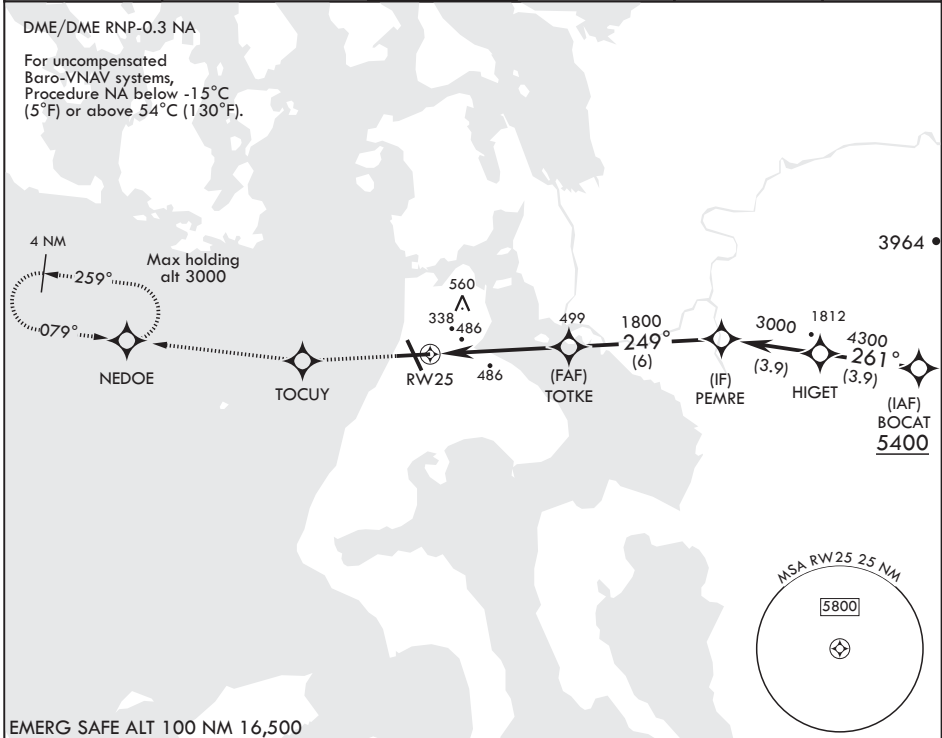 DME/DME RNP-0.3 NA
For uncompensated
Baro-VNAV systems,
Procedure NA below -15°C
(5°F) or above 54°C (130°F).
4 NM
259°
Max holding
alt 3000
079°
NEDOE
TOCUY
560
338
486
486
RW25
499
(FAF)
TOTKE
1800
249°
(6)
(IF)
PEMRE
3000
(3.9)
1812
HIGET
4300
261°
(3.9)
(IAF)
BOCAT
5400
3964
MSA RW25 25 NM
5800
EMERG SAFE ALT 100 NM 16,500